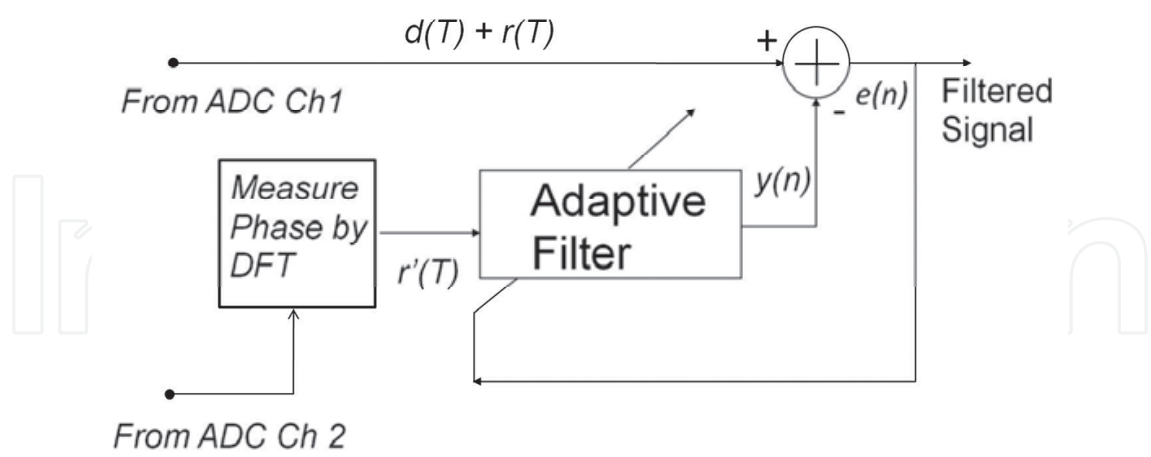 d(T) + r(T)
+
From ADC Ch1
-
e(n)
Filtered
Signal
Measure
Phase by
DFT
r'(T)
Adaptive
Filter
y(n)
From ADC Ch 2